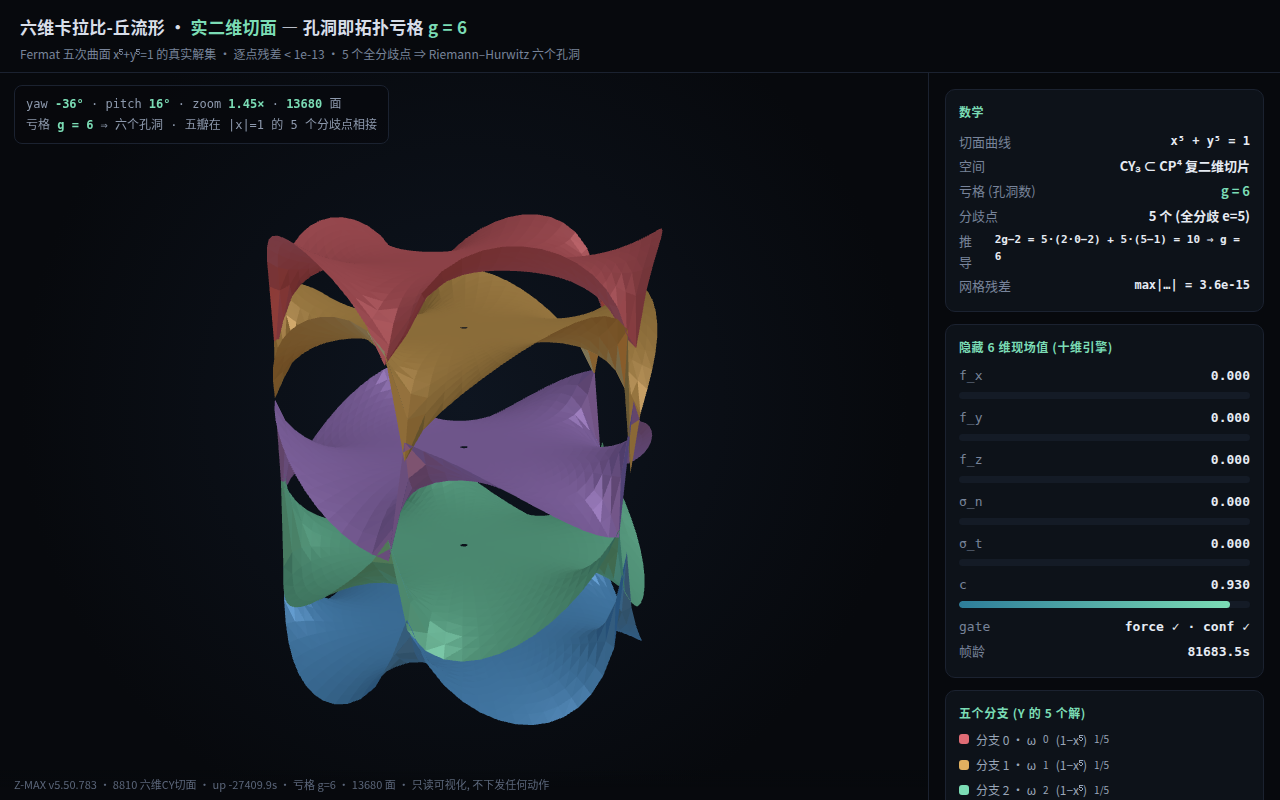 六维卡拉比-丘流形 · 实二维切面 — 孔洞即拓扑亏格 g = 6
Fermat 五次曲面 x⁵+y⁵=1 的真实解集 · 逐点残差 < 1e-13 · 5 个全分歧点 ⇒ Riemann–Hurwitz 六个孔洞
yaw -36° · pitch 16° · zoom 1.45× · 13680 面
亏格 g = 6 ⇒ 六个孔洞 · 五瓣在 |x|=1 的 5 个分歧点相接
数学
切面曲线 x⁵ + y⁵ = 1
空间 CY₃ ⊂ CP⁴ 复二维切片
亏格 (孔洞数) g = 6
分歧点 5 个 (全分歧 e=5)
推导 2g−2 = 5·(2·0−2) + 5·(5−1) = 10 → g = 6
网格残差 max|…| = 3.6e-15
隐藏 6 维现场值 (十维引擎)
f_x 0.000
f_y 0.000
f_z 0.000
σ_n 0.000
σ_t 0.000
c 0.930
gate force ✓ · conf ✓
帧龄 81683.5s
五个分支 (Y 的 5 个解)
分支 0 · ω 0 (1−x⁵) 1/5
分支 1 · ω 1 (1−x⁵) 1/5
分支 2 · ω 2 (1−x⁵) 1/5
Z-MAX v5.50.783 · 8810 六维CY切面 · up -27409.9s · 亏格 g=6 · 13680 面 · 只读可视化, 不下发任何动作